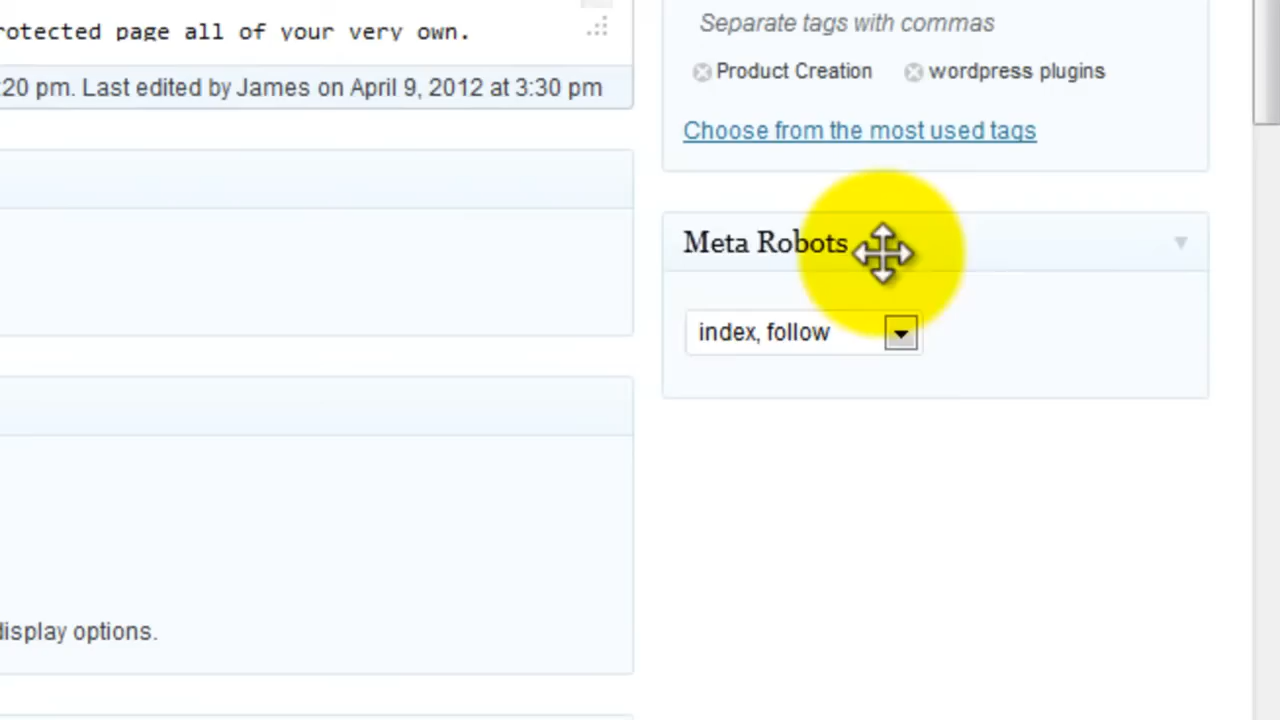 rotected page all of your very own.
:20 pm. Last edited by James on April 9, 2012 at 3:30 pm
display options.
Separate tags with commas
Product Creation wordpress plugins
Choose from the most used tags
Meta Robots
index, follow